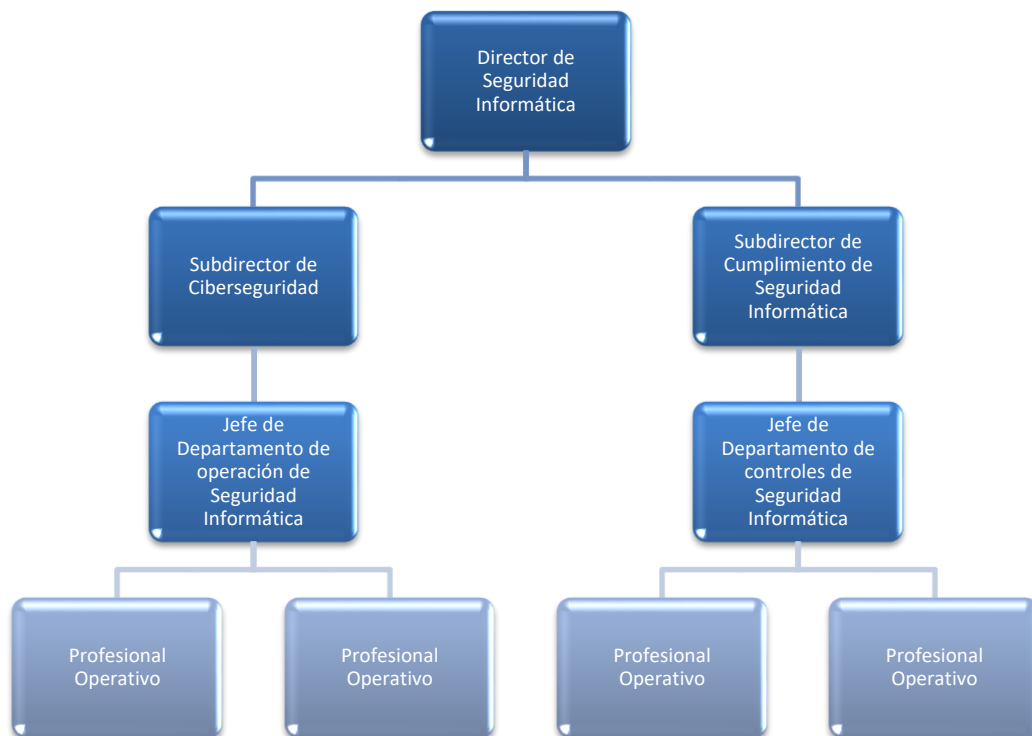 Director de
Seguridad
Informática
Subdirector de
Ciberseguridad
Subdirector de
Cumplimiento de
Seguridad
Informática
Jefe de
Departamento de
operación de
Seguridad
Informática
Jefe de
Departamento de
controles de
Seguridad
Informática
Profesional
Operativo
Profesional
Operativo
Profesional
Operativo
Profesional
Operativo